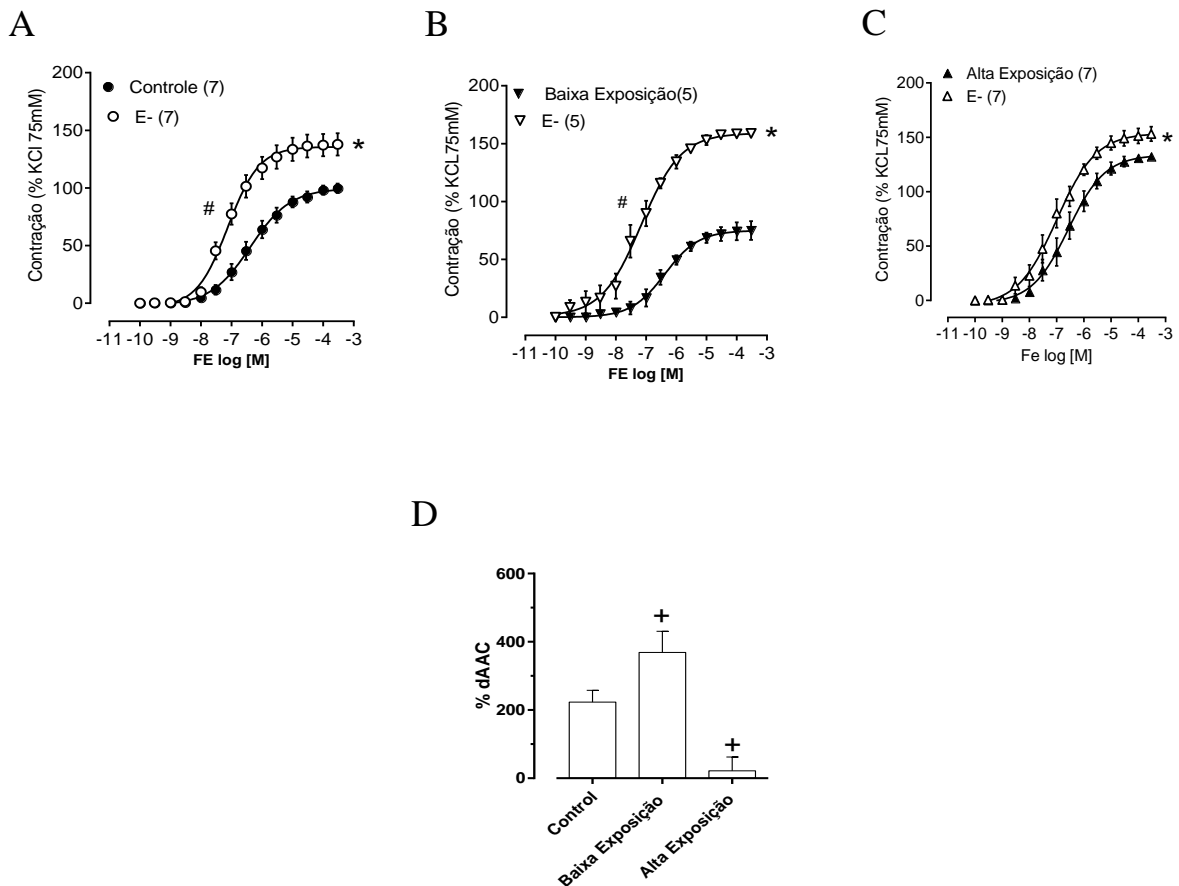 A
Contração (% KCl 75mM)
200
150
100
50
0
Controle (7)
E- (7)
#
*
-11 -10 -9 -8 -7 -6 -5 -4 -3
FE log [M]
B
Contração (% KCL75mM)
200
150
100
50
0
Baixa Exposição(5)
E- (5)
#
*
-11 -10 -9 -8 -7 -6 -5 -4 -3
FE log [M]
C
Contração (% KCL75mM)
200
150
100
50
0
Alta Exposição (7)
E- (7)
*
-11 -10 -9 -8 -7 -6 -5 -4 -3
Fe log [M]
D
% dAAC
600
400
200
0
+
+
Control
Baixa Exposição
Alta Exposição